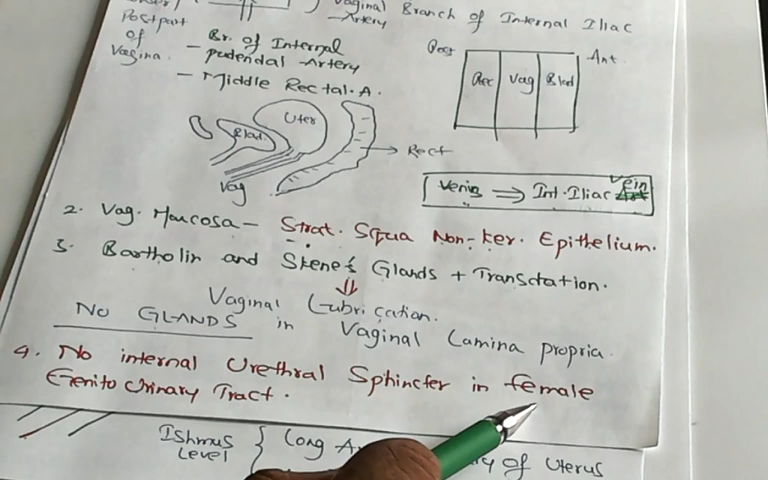 Vaginal Branch of Internal Iliac
Artery
Postpart
of
Vagina.
- Br. of Internal
pudendal Artery
- Middle Rectal. A.
Post
Ant.
Rec
Vag
Blad
Uter
Blad
→ Rect
Vag
Veins ⇒ Int. Iliac Vein
2. Vag. Mucosa - Strat. Squa Non-ker. Epithelium.
3. Bartholin and Skene's Glands + Transdation.
Vaginal Lubrication.
No GLANDS in Vaginal Lamina propria.
4. No internal Urethral Sphincter in female
Genito Urinary Tract.
Ishmus
Level
Long
of Uterus